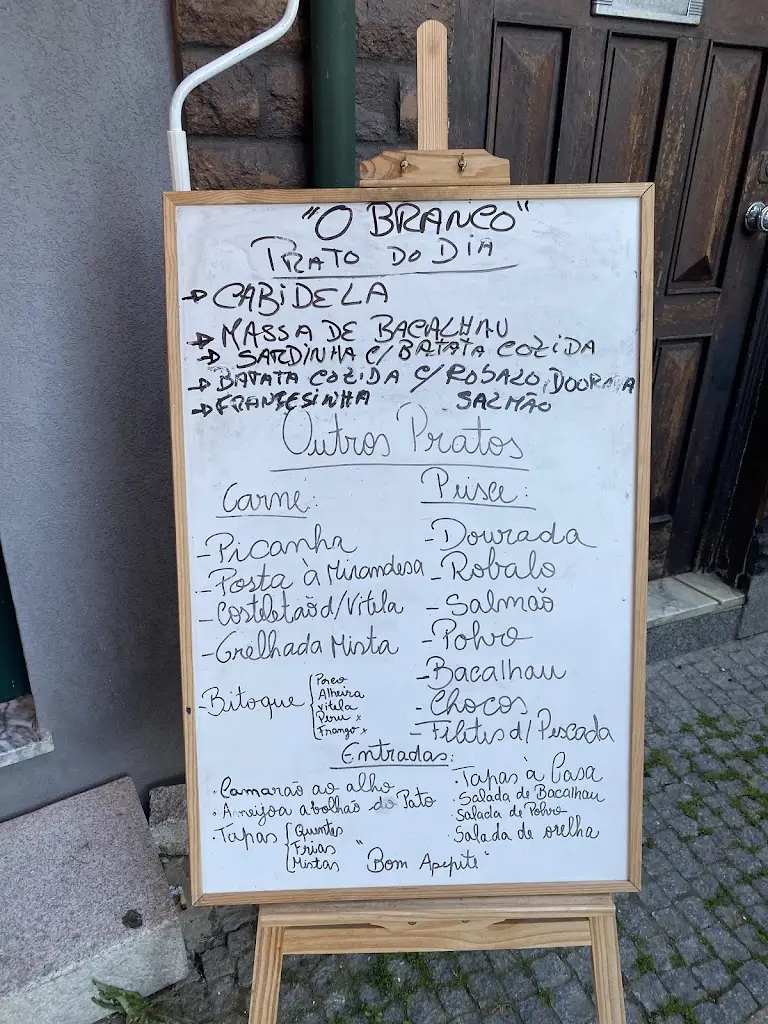 "O BRANCO"
PRATO DO DIA
→ CABIDELA
→ MASSA DE BACALHAU
→ SARDINHA C/ BATATA COZIDA
→ BATATA COZIDA C/ ROBALO, DOURADA
→ FRANCESINHA SALMÃO
Outros Pratos
Carne:
- Picanha
- Posta à Mirandesa
- Costeletão d/Vitela
- Grelhada Mista
- Bitoque
Porco
Alheira
Vitela
Peru x
Frango x
Peisce:
- Dourada
- Robalo
- Salmão
- Polvo
- Bacalhau
- Chocos
- Filetes d/ Pescada
Entradas:
· Camarão ao alho
· Ameijoa a bolhão do Pato
· Tapas
Quentes
Frias
Mistas
· Tapas à Casa
· Salada de Bacalhau
· Salada de Polvo
· Salada de orelha
"Bom Apepite"